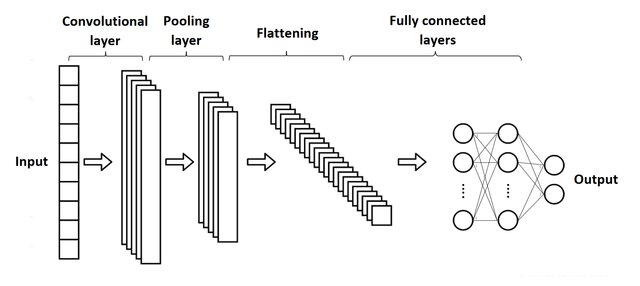 Convolutional
layer
Pooling
layer
Flattening
Fully connected
layers
Input
Output